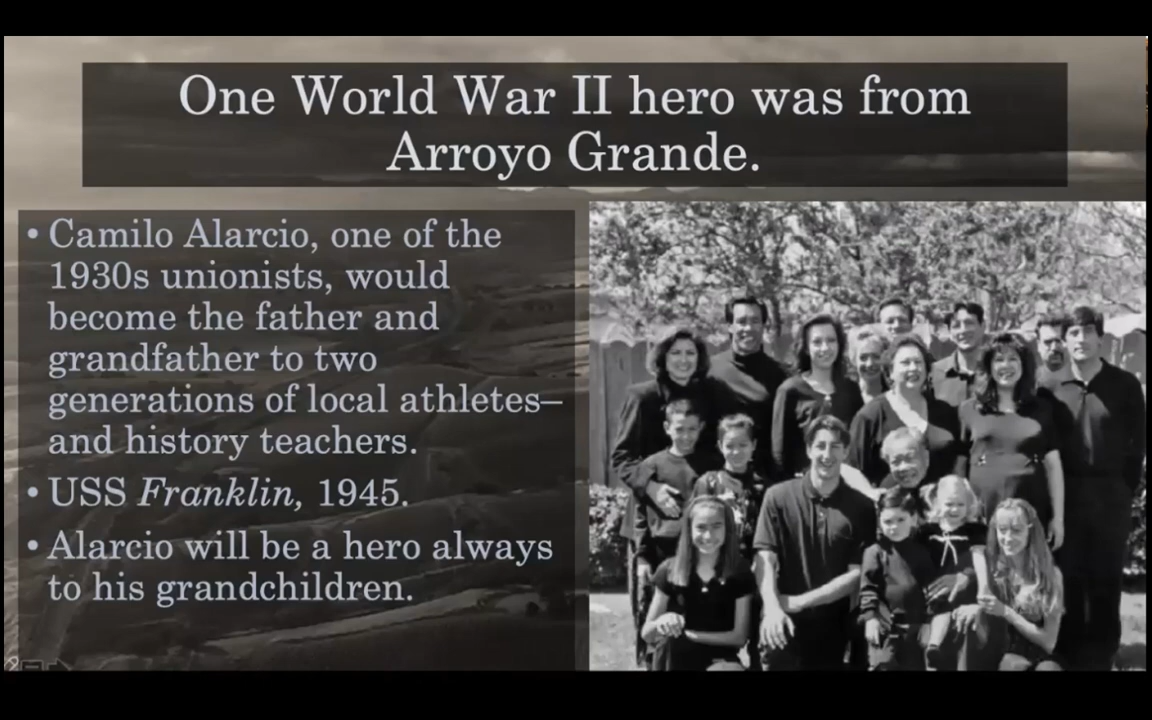 One World War II hero was from
Arroyo Grande.
• Camilo Alarcio, one of the
1930s unionists, would
become the father and
grandfather to two
generations of local athletes–
and history teachers.
• USS Franklin, 1945.
• Alarcio will be a hero always
to his grandchildren.